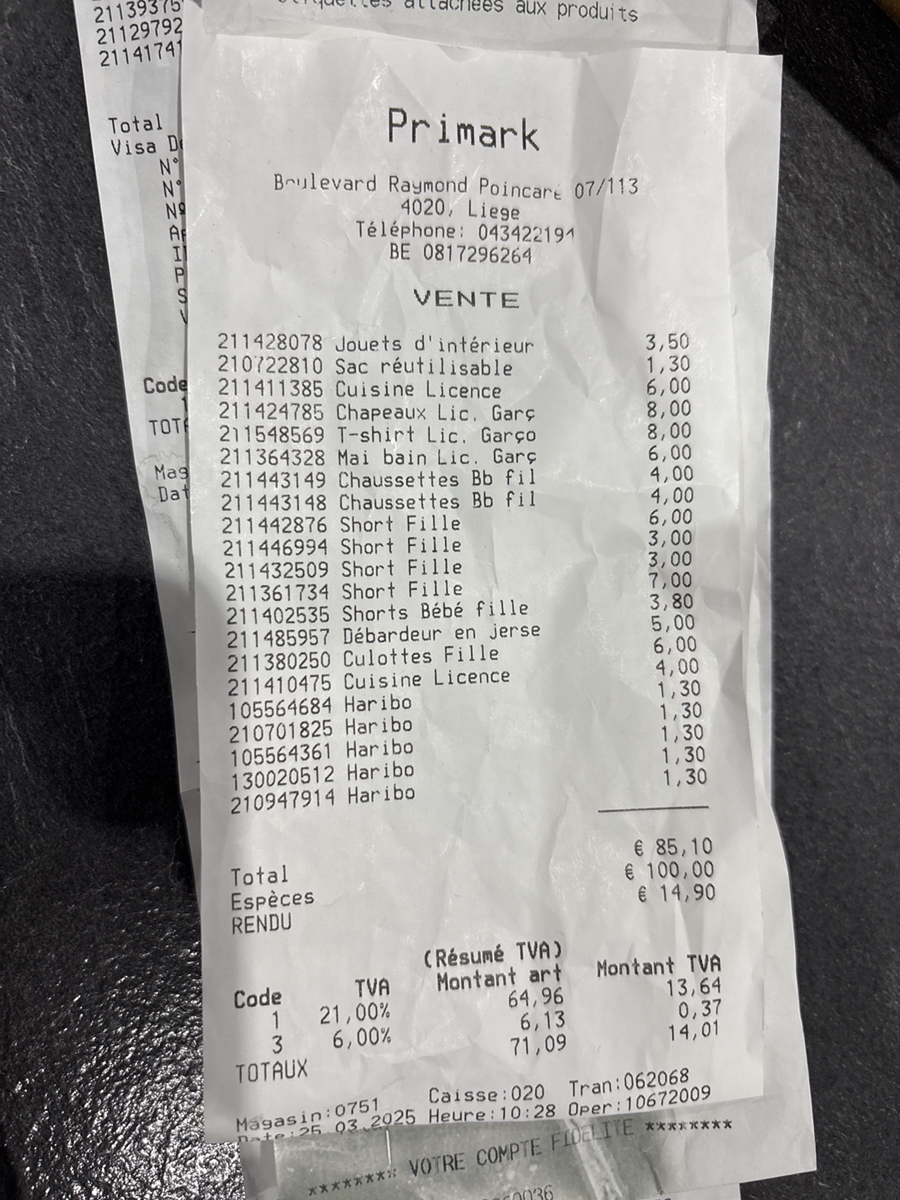 étiquettes attachées aux produits
21139375
21129792
21141741
Total
Visa
N°
N°
Nº
Code
Mag
Dat
Primark
Boulevard Raymond Poincaré 07/113
4020, Liege
Téléphone: 043422194
BE 0817296264
VENTE
211428078 Jouets d'intérieur 3,50
210722810 Sac réutilisable 1,30
211411385 Cuisine Licence 6,00
211424785 Chapeaux Lic. Garç 8,00
211548569 T-shirt Lic. Garço 8,00
211364328 Mai bain Lic. Garç 6,00
211443149 Chaussettes Bb fil 4,00
211443148 Chaussettes Bb fil 4,00
211442876 Short Fille 6,00
211446994 Short Fille 3,00
211432509 Short Fille 3,00
211361734 Short Fille 7,00
211402535 Shorts Bébé fille 3,80
211485957 Débardeur en jerse 5,00
211380250 Culottes Fille 6,00
211410475 Cuisine Licence 4,00
105564684 Haribo 1,30
210701825 Haribo 1,30
105564361 Haribo 1,30
130020512 Haribo 1,30
210947914 Haribo 1,30
Total € 85,10
Espèces € 100,00
RENDU € 14,90
(Résumé TVA)
Code TVA Montant art Montant TVA
1 21,00% 64,96 13,64
3 6,00% 6,13 0,37
TOTAUX 71,09 14,01
Magasin:0751 Caisse:020 Tran:062068
Date:25.03.2025 Heure:10:28 Oper:10672009
******** VOTRE COMPTE FIDELITE ********